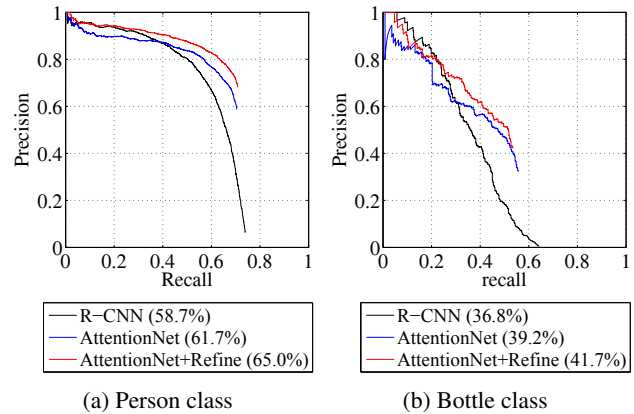 1
0.8
0.6
0.4
0.2
0
0 0.2 0.4 0.6 0.8 1
Precision
Recall
R−CNN (58.7%)
AttentionNet (61.7%)
AttentionNet+Refine (65.0%)
(a) Person class
1
0.8
0.6
0.4
0.2
0
0 0.2 0.4 0.6 0.8 1
Precision
recall
R−CNN (36.8%)
AttentionNet (39.2%)
AttentionNet+Refine (41.7%)
(b) Bottle class